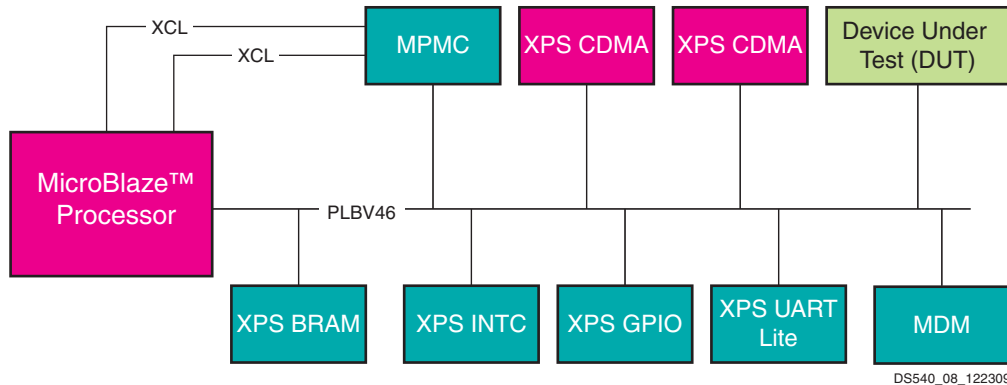 XCL
XCL
MPMC
XPS CDMA
XPS CDMA
Device Under
Test (DUT)
MicroBlaze™
Processor
PLBV46
XPS BRAM
XPS INTC
XPS GPIO
XPS UART
Lite
MDM
DS540_08_122309